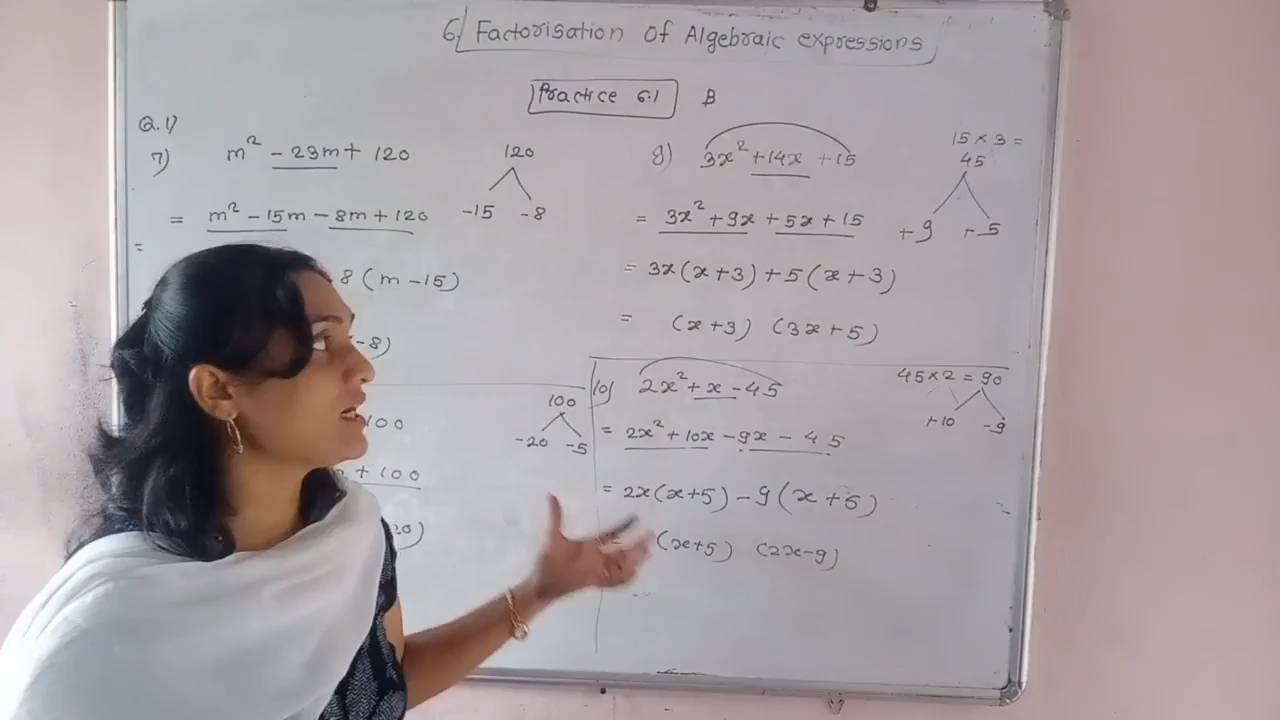 6/ Factorisation Of Algebraic expressions
Practice 6.1 B
Q.1)
7) m² - 23m + 120
120
-15 -8
= m² - 15m - 8m + 120
=
8 (m - 15)
- 8)
8) 3x² + 14x + 15
15 × 3 =
45
+9 +5
= 3x² + 9x + 5x + 15
= 3x(x + 3) + 5(x + 3)
= (x + 3) (3x + 5)
100
100
-20 -5
+ 100
20)
10) 2x² + x - 45
45 × 2 = 90
+10 -9
= 2x² + 10x - 9x - 45
= 2x(x + 5) - 9(x + 5)
(x + 5) (2x - 9)